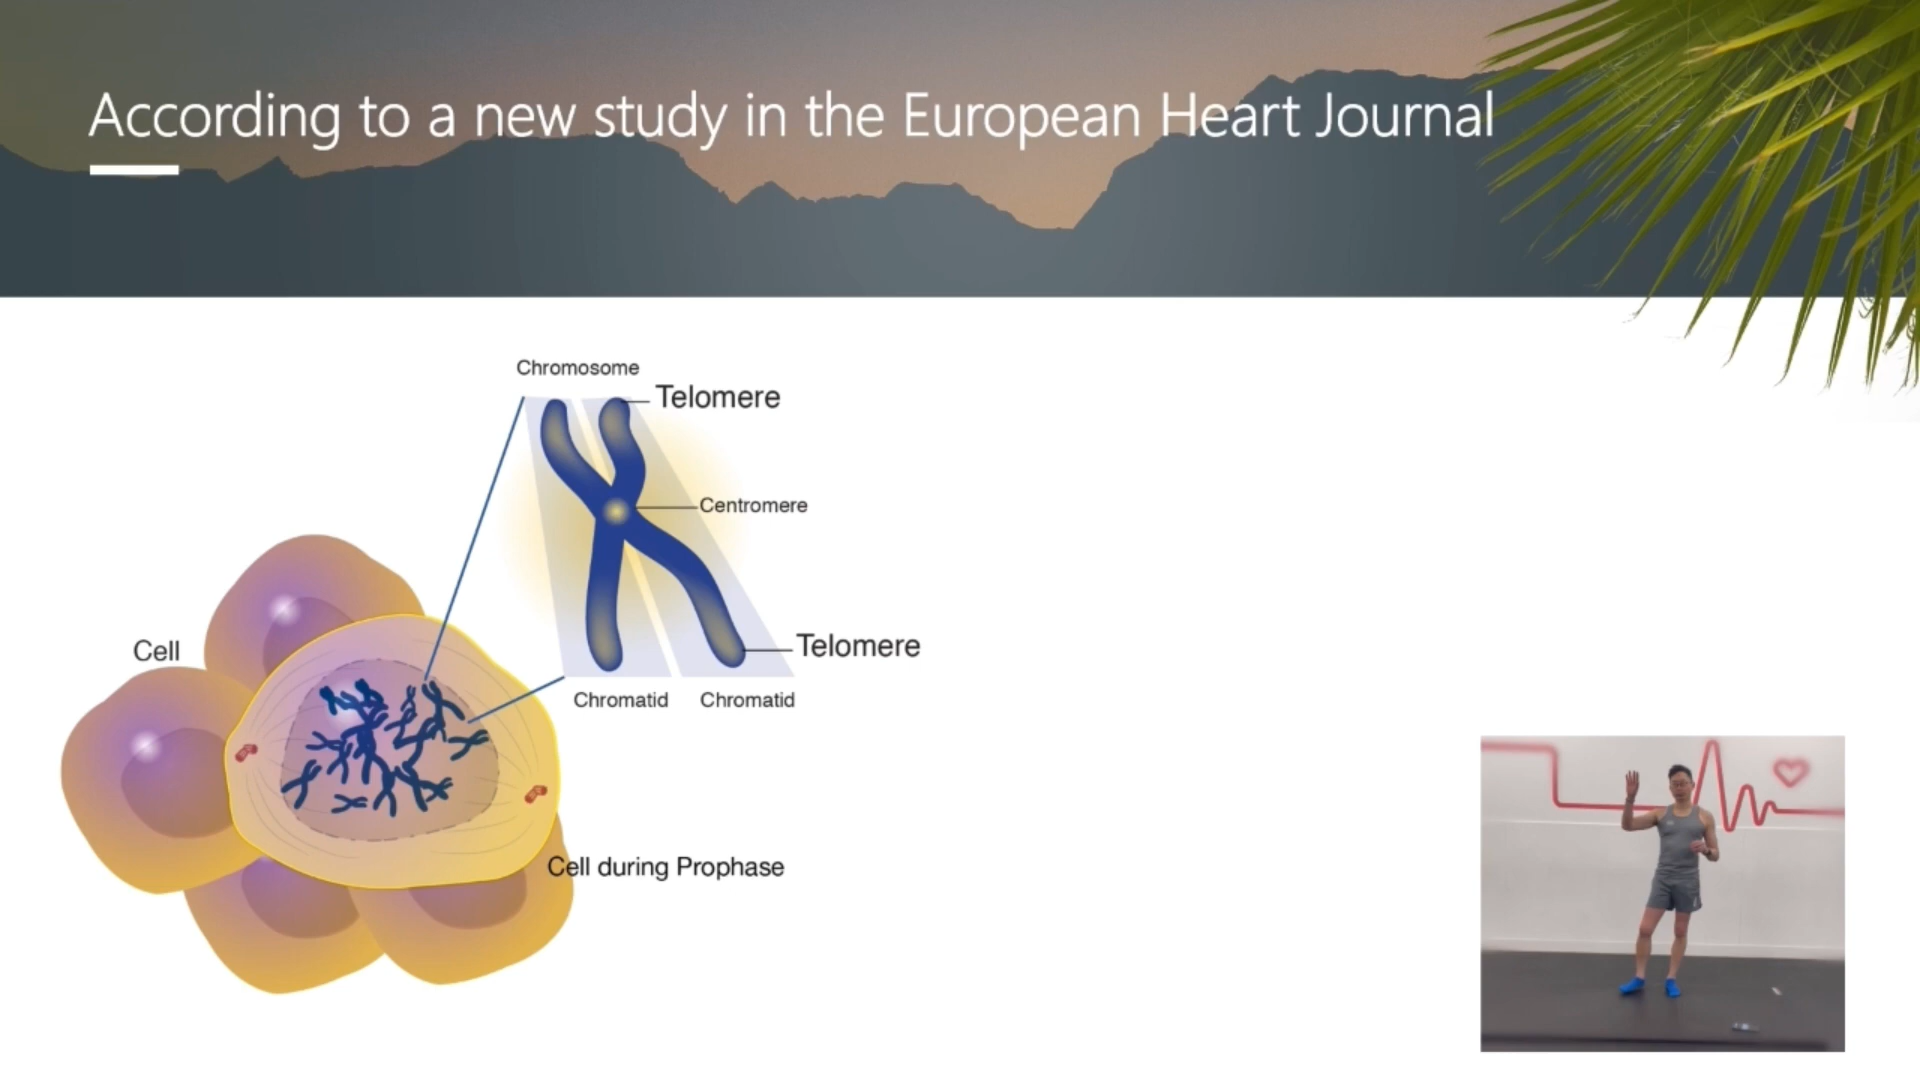 According to a new study in the European Heart Journal
Chromosome
Telomere
Centromere
Cell
Telomere
Chromatid Chromatid
Cell during Prophase